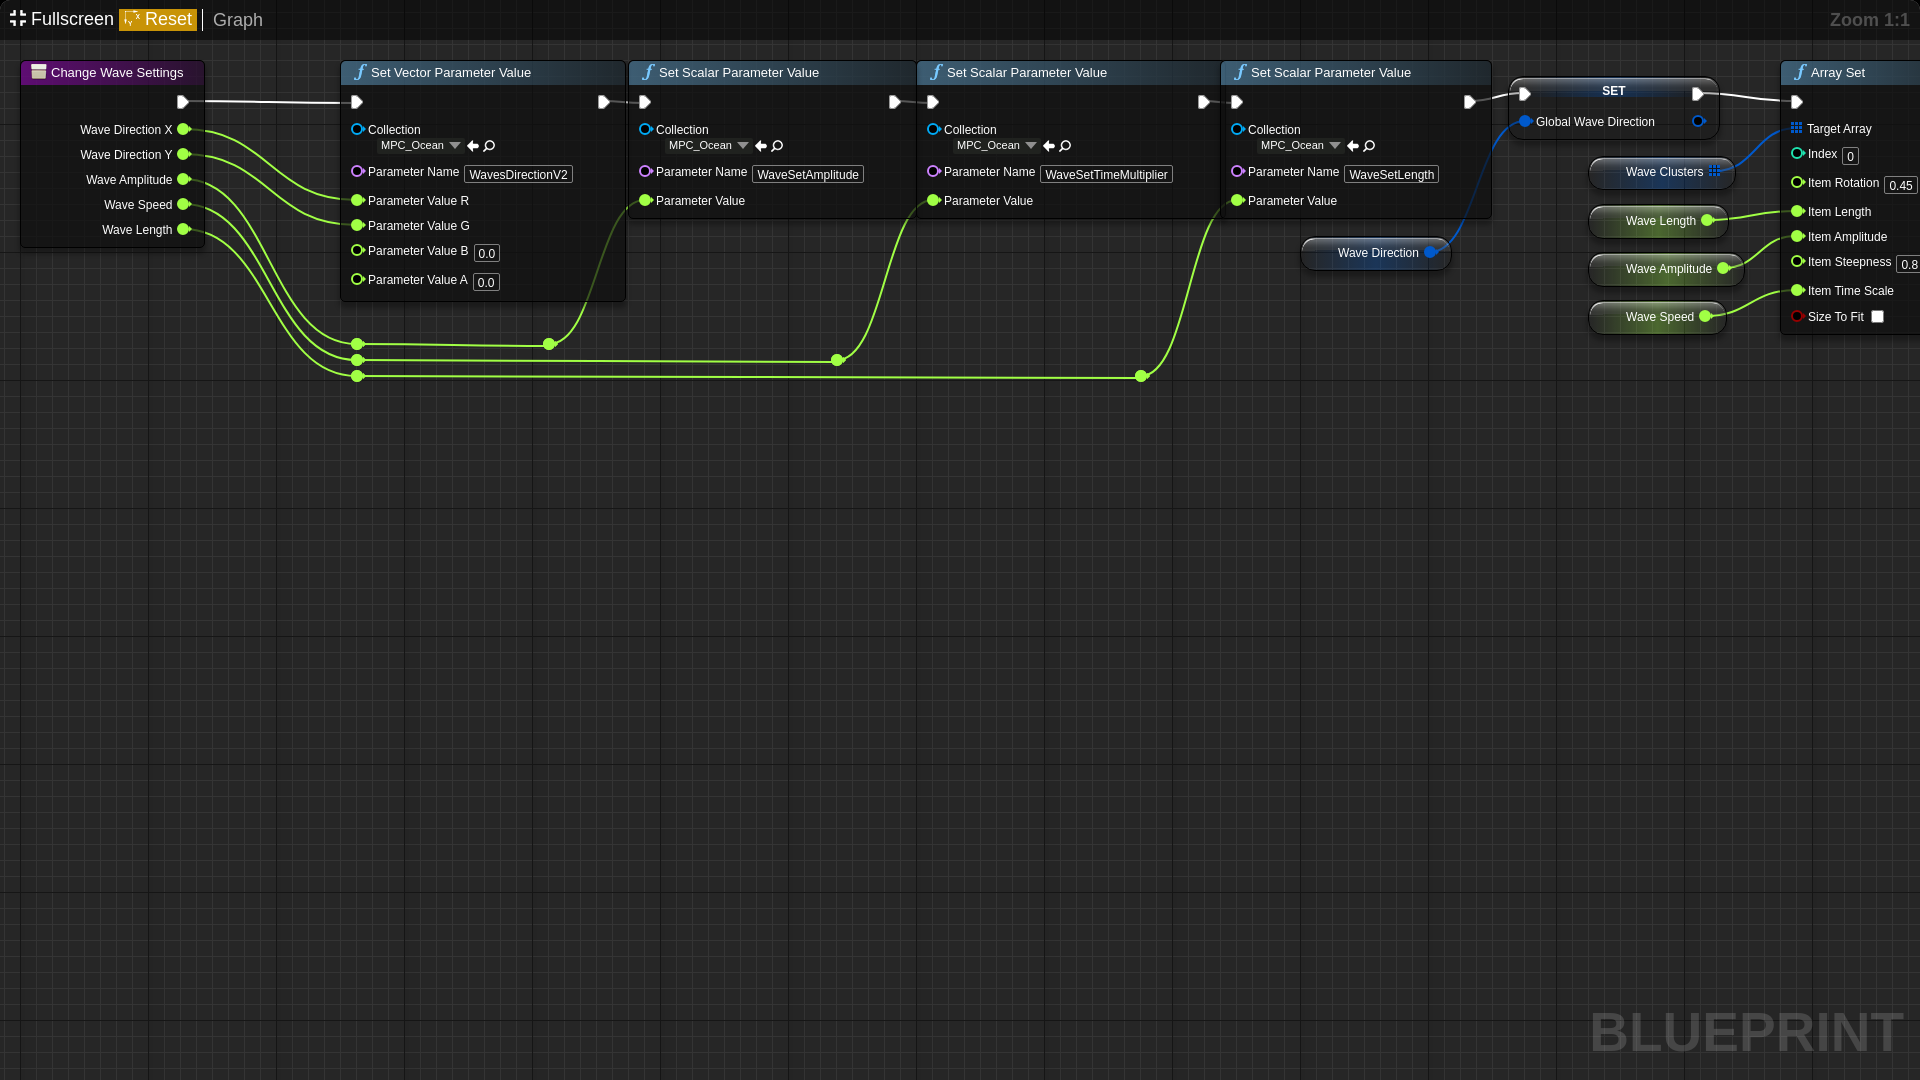 Fullscreen Reset Graph Zoom 1:1
Change Wave Settings
Wave Direction X
Wave Direction Y
Wave Amplitude
Wave Speed
Wave Length
Set Vector Parameter Value
Collection
MPC_Ocean
Parameter Name WavesDirectionV2
Parameter Value R
Parameter Value G
Parameter Value B 0.0
Parameter Value A 0.0
Set Scalar Parameter Value
Collection
MPC_Ocean
Parameter Name WaveSetAmplitude
Parameter Value
Set Scalar Parameter Value
Collection
MPC_Ocean
Parameter Name WaveSetTimeMultiplier
Parameter Value
Set Scalar Parameter Value
Collection
MPC_Ocean
Parameter Name WaveSetLength
Parameter Value
Wave Direction
SET
Global Wave Direction
Wave Clusters
Wave Length
Wave Amplitude
Wave Speed
Array Set
Target Array
Index 0
Item Rotation 0.45
Item Length
Item Amplitude
Item Steepness 0.8
Item Time Scale
Size To Fit
BLUEPRINT